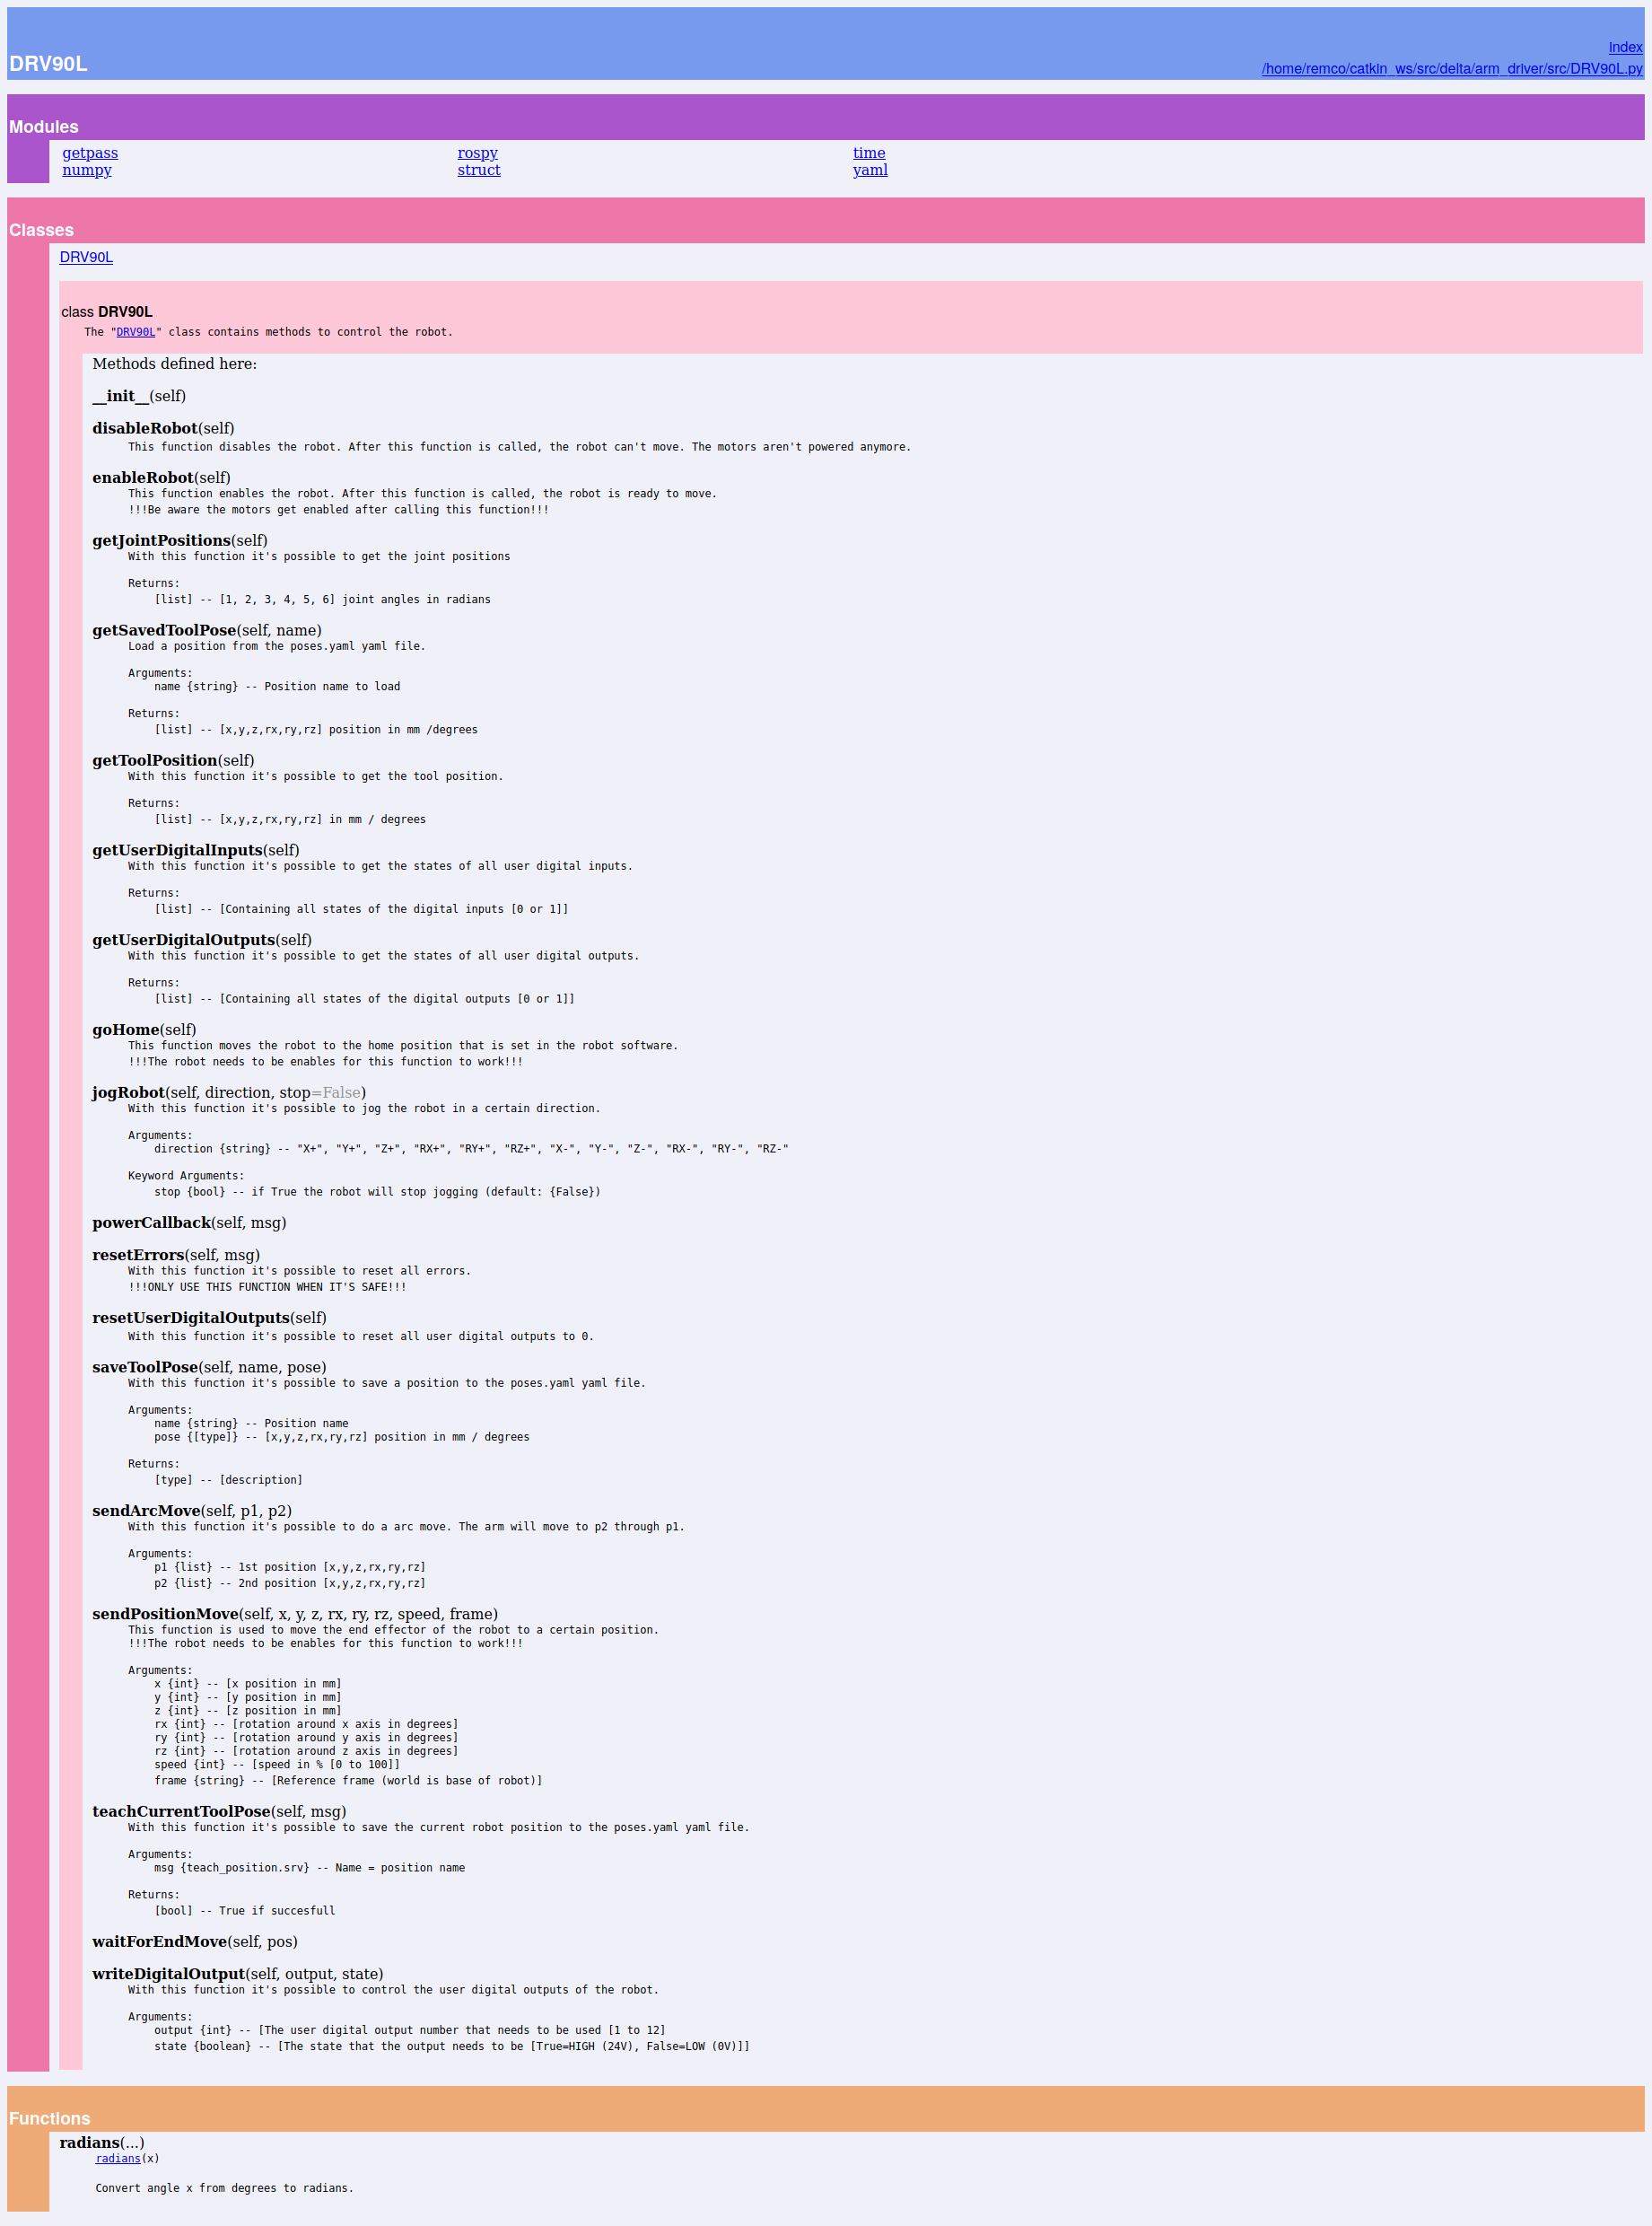 DRV90L
index
/home/remco/catkin_ws/src/delta/arm_driver/src/DRV90L.py
Modules
getpass rospy time
numpy struct yaml
Classes
DRV90L
class DRV90L
The "DRV90L" class contains methods to control the robot.
Methods defined here:
__init__(self)
disableRobot(self)
This function disables the robot. After this function is called, the robot can't move. The motors aren't powered anymore.
enableRobot(self)
This function enables the robot. After this function is called, the robot is ready to move.
!!!Be aware the motors get enabled after calling this function!!!
getJointPositions(self)
With this function it's possible to get the joint positions
Returns:
[list] -- [1, 2, 3, 4, 5, 6] joint angles in radians
getSavedToolPose(self, name)
Load a position from the poses.yaml yaml file.
Arguments:
name {string} -- Position name to load
Returns:
[list] -- [x,y,z,rx,ry,rz] position in mm /degrees
getToolPosition(self)
With this function it's possible to get the tool position.
Returns:
[list] -- [x,y,z,rx,ry,rz] in mm / degrees
getUserDigitalInputs(self)
With this function it's possible to get the states of all user digital inputs.
Returns:
[list] -- [Containing all states of the digital inputs [0 or 1]]
getUserDigitalOutputs(self)
With this function it's possible to get the states of all user digital outputs.
Returns:
[list] -- [Containing all states of the digital outputs [0 or 1]]
goHome(self)
This function moves the robot to the home position that is set in the robot software.
!!!The robot needs to be enables for this function to work!!!
jogRobot(self, direction, stop=False)
With this function it's possible to jog the robot in a certain direction.
Arguments:
direction {string} -- "X+", "Y+", "Z+", "RX+", "RY+", "RZ+", "X-", "Y-", "Z-", "RX-", "RY-", "RZ-"
Keyword Arguments:
stop {bool} -- if True the robot will stop jogging (default: {False})
powerCallback(self, msg)
resetErrors(self, msg)
With this function it's possible to reset all errors.
!!!ONLY USE THIS FUNCTION WHEN IT'S SAFE!!!
resetUserDigitalOutputs(self)
With this function it's possible to reset all user digital outputs to 0.
saveToolPose(self, name, pose)
With this function it's possible to save a position to the poses.yaml yaml file.
Arguments:
name {string} -- Position name
pose {[type]} -- [x,y,z,rx,ry,rz] position in mm / degrees
Returns:
[type] -- [description]
sendArcMove(self, p1, p2)
With this function it's possible to do a arc move. The arm will move to p2 through p1.
Arguments:
p1 {list} -- 1st position [x,y,z,rx,ry,rz]
p2 {list} -- 2nd position [x,y,z,rx,ry,rz]
sendPositionMove(self, x, y, z, rx, ry, rz, speed, frame)
This function is used to move the end effector of the robot to a certain position.
!!!The robot needs to be enables for this function to work!!!
Arguments:
x {int} -- [x position in mm]
y {int} -- [y position in mm]
z {int} -- [z position in mm]
rx {int} -- [rotation around x axis in degrees]
ry {int} -- [rotation around y axis in degrees]
rz {int} -- [rotation around z axis in degrees]
speed {int} -- [speed in % [0 to 100]]
frame {string} -- [Reference frame (world is base of robot)]
teachCurrentToolPose(self, msg)
With this function it's possible to save the current robot position to the poses.yaml yaml file.
Arguments:
msg {teach_position.srv} -- Name = position name
Returns:
[bool] -- True if succesfull
waitForEndMove(self, pos)
writeDigitalOutput(self, output, state)
With this function it's possible to control the user digital outputs of the robot.
Arguments:
output {int} -- [The user digital output number that needs to be used [1 to 12]
state {boolean} -- [The state that the output needs to be [True=HIGH (24V), False=LOW (0V)]]
Functions
radians(...)
radians(x)
Convert angle x from degrees to radians.